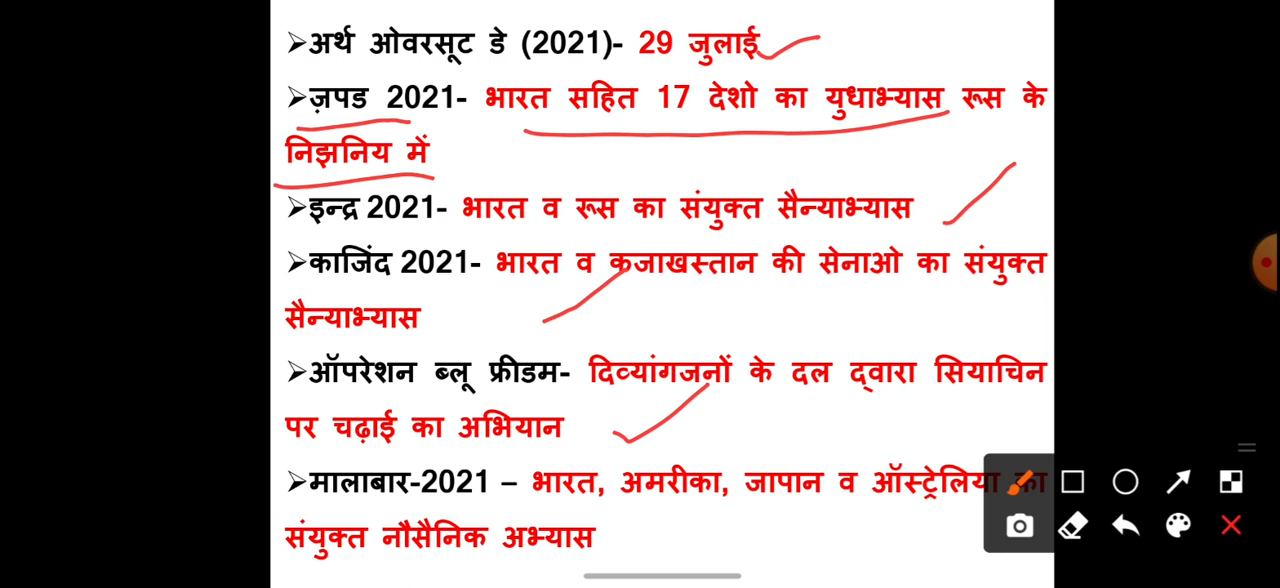 ➢अर्थ ओवरसूट डे (2021)- 29 जुलाई
➢ज़पड 2021- भारत सहित 17 देशो का युधाभ्यास रूस के
निझनिय में
➢इन्द्र 2021- भारत व रूस का संयुक्त सैन्याभ्यास
➢काजिंद 2021- भारत व कजाखस्तान की सेनाओ का संयुक्त
सैन्याभ्यास
➢ऑपरेशन ब्लू फ्रीडम- दिव्यांगजनों के दल द्वारा सियाचिन
पर चढ़ाई का अभियान
➢मालाबार-2021 – भारत, अमरीका, जापान व ऑस्ट्रेलिया का
संयुक्त नौसैनिक अभ्यास